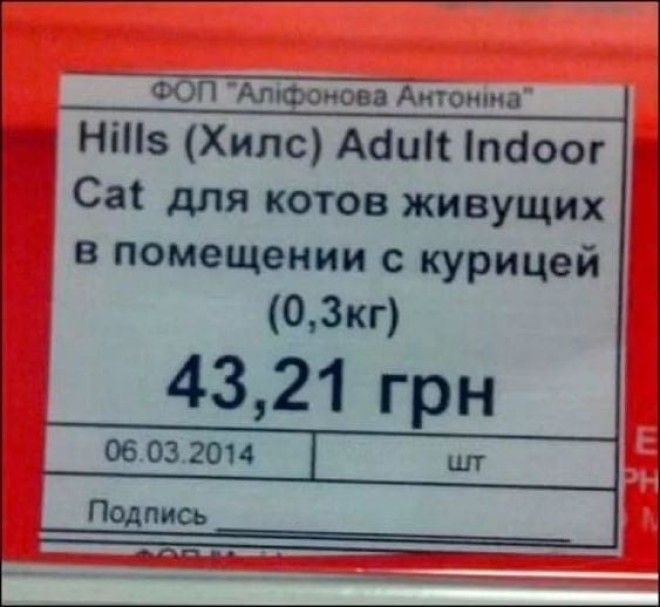 ФОП "Аліфонова Антоніна"
Hills (Хилс) Adult Indoor
Cat для котов живущих
в помещении с курицей
(0,3кг)
43,21 грн
06.03.2014 шт
Подпись